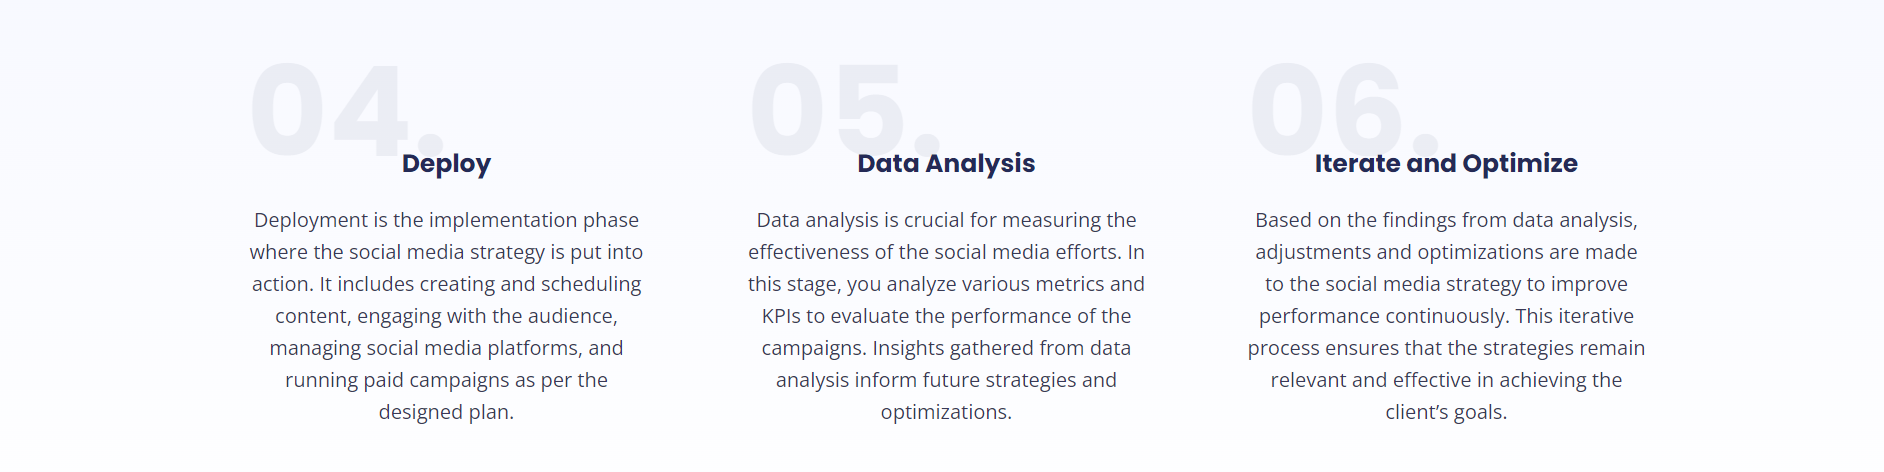 04.
Deploy
Deployment is the implementation phase
where the social media strategy is put into
action. It includes creating and scheduling
content, engaging with the audience,
managing social media platforms, and
running paid campaigns as per the
designed plan.
05.
Data Analysis
Data analysis is crucial for measuring the
effectiveness of the social media efforts. In
this stage, you analyze various metrics and
KPIs to evaluate the performance of the
campaigns. Insights gathered from data
analysis inform future strategies and
optimizations.
06.
Iterate and Optimize
Based on the findings from data analysis,
adjustments and optimizations are made
to the social media strategy to improve
performance continuously. This iterative
process ensures that the strategies remain
relevant and effective in achieving the
client’s goals.